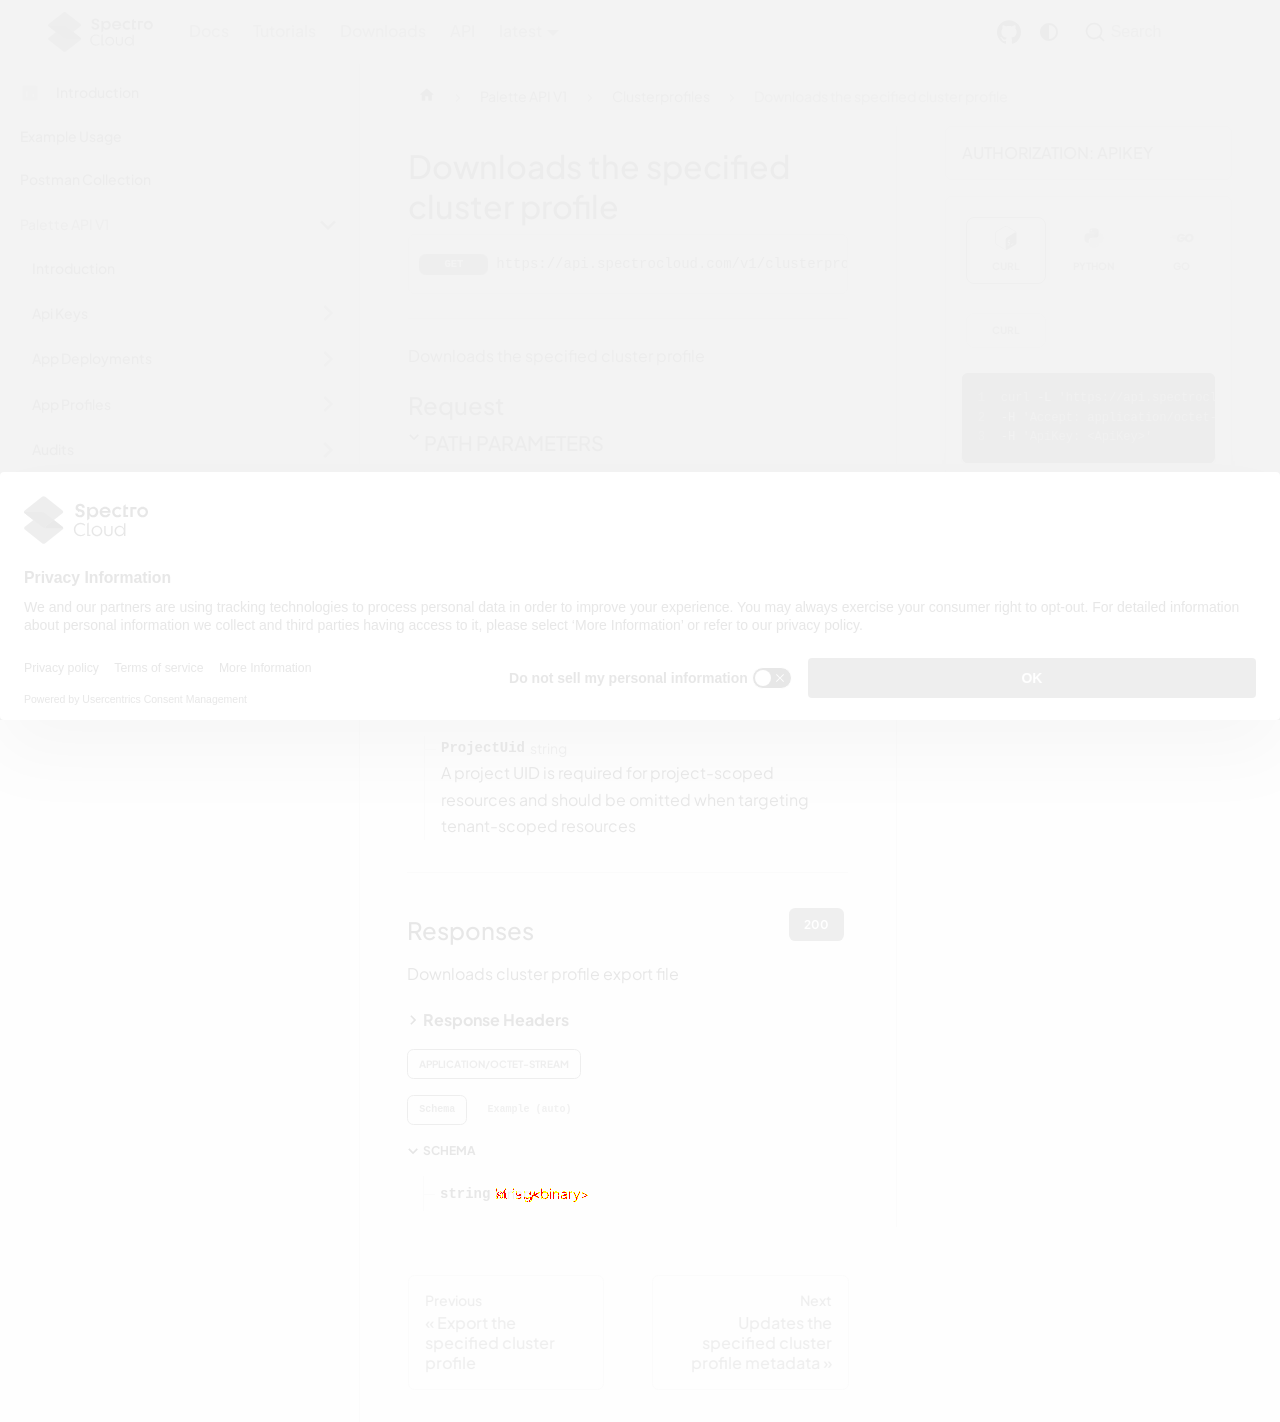 Spectro Cloud
Docs Tutorials Downloads API latest
Search
Introduction
Palette API V1 Clusterprofiles Downloads the specified cluster profile
Example Usage
Postman Collection
Palette API V1
Introduction
Api Keys
App Deployments
App Profiles
Audits
Downloads the specified
cluster profile
GET https://api.spectrocloud.com/v1/clusterpr
Downloads the specified cluster profile
Request
PATH PARAMETERS
AUTHORIZATION: APIKEY
CURL PYTHON GO
CURL
Spectro
Cloud
Privacy Information
We and our partners are using tracking technologies to process personal data in order to improve your experience. You may always exercise your consumer right to opt-out. For detailed information
about personal information we collect and third parties having access to it, please select 'More Information' or refer to our privacy policy.
Privacy policy Terms of service More Information
Do not sell my personal information
OK
Powered by Usercentrics Consent Management
ProjectUid string
A project UID is required for project-scoped
resources and should be omitted when targeting
tenant-scoped resources
Responses
200
Downloads cluster profile export file
Response Headers
APPLICATION/OCTET-STREAM
Schema Example (auto)
SCHEMA
string
Previous
« Export the
specified cluster
profile
Next
Updates the
specified cluster
profile metadata »